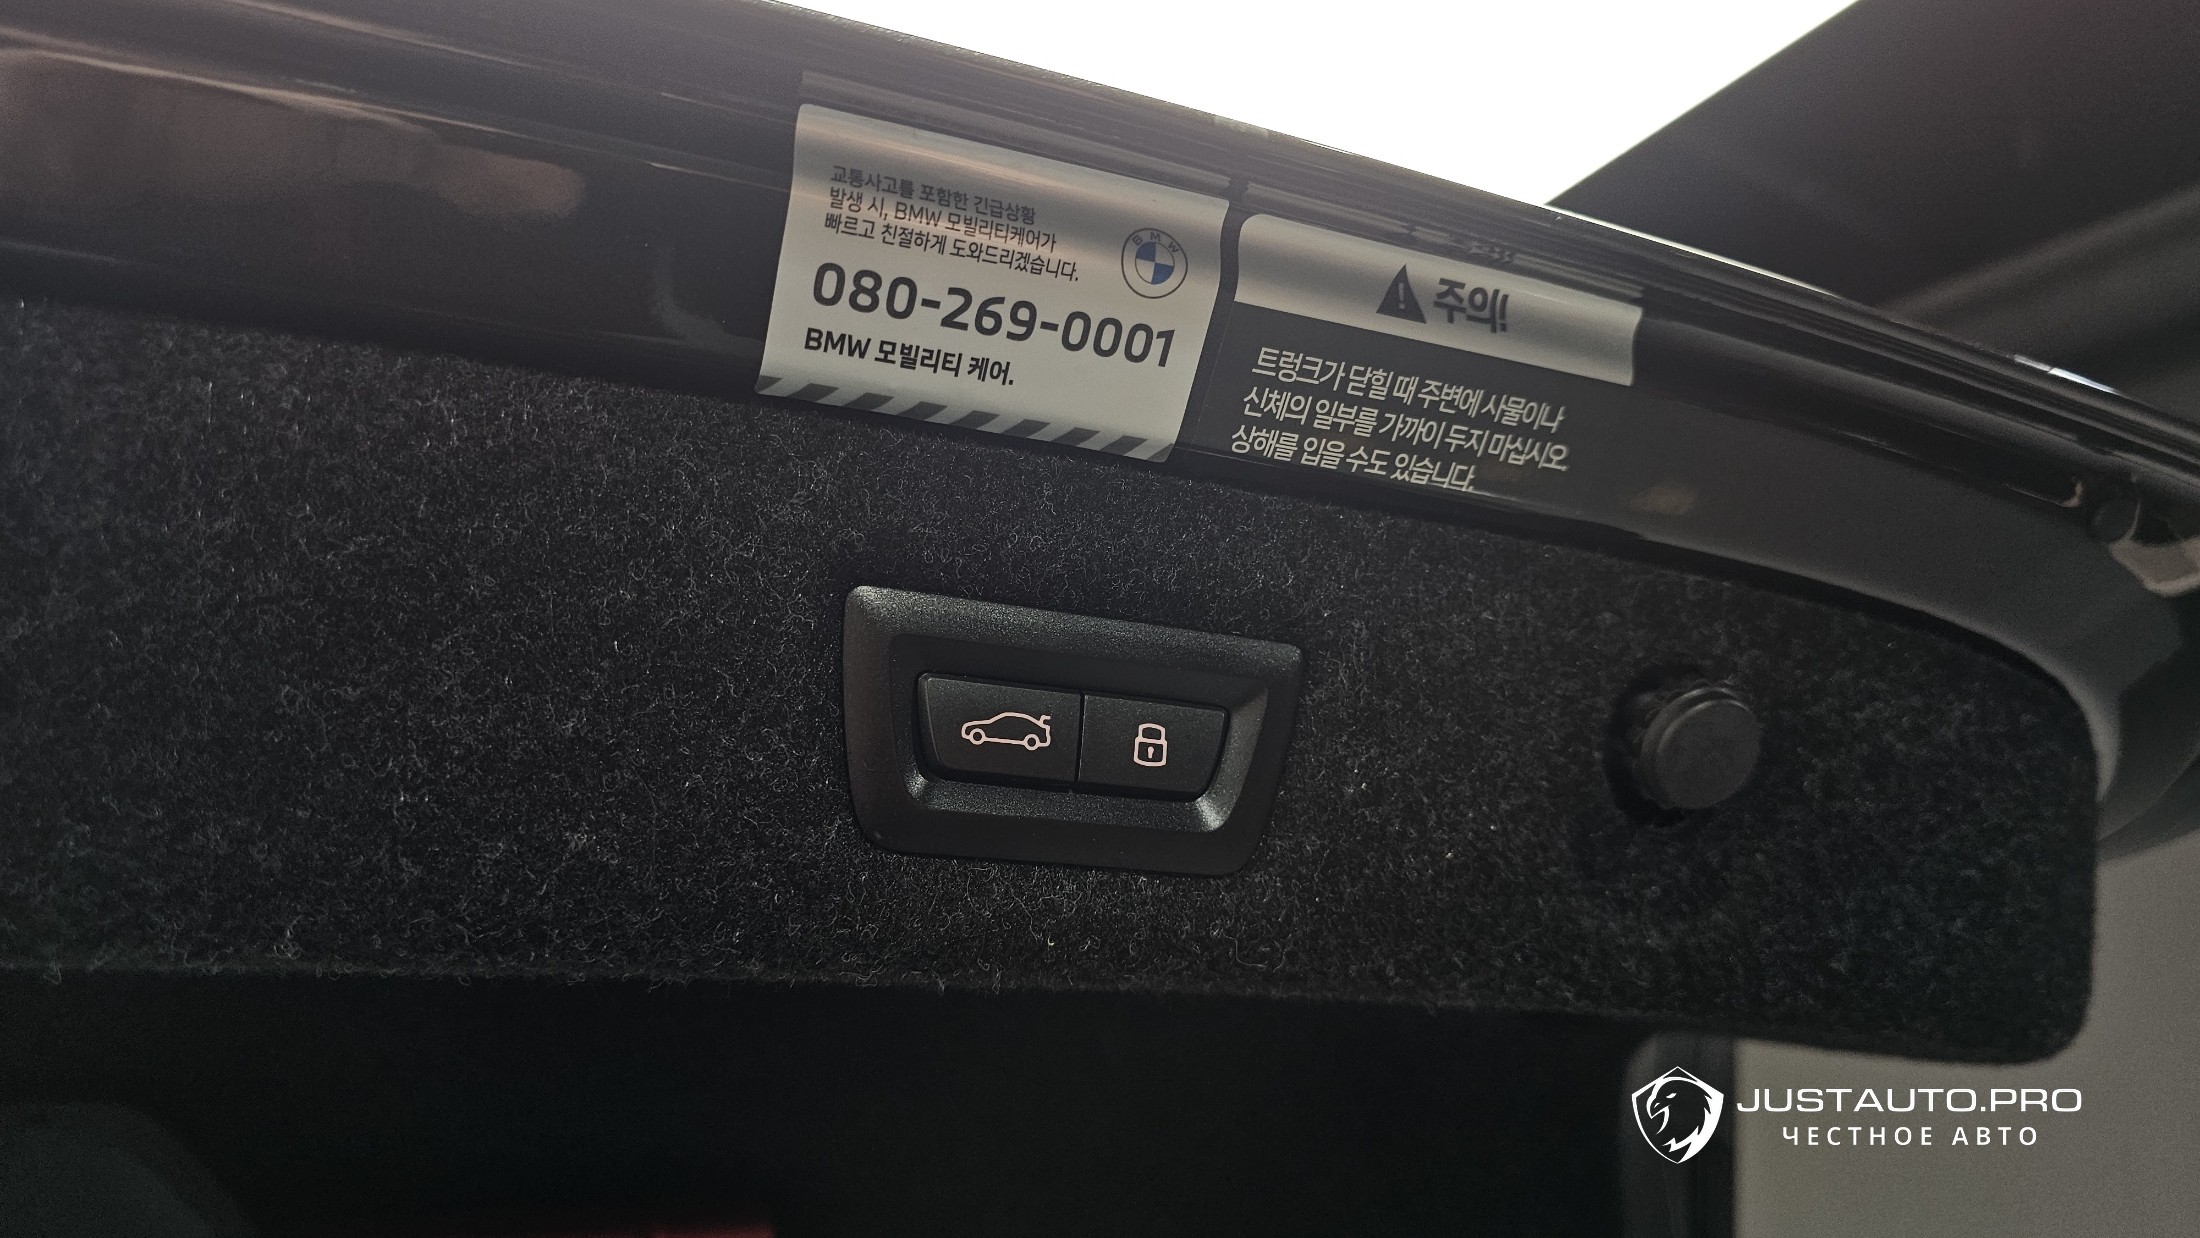 교통사고를 포함한 긴급상황
발생 시, BMW 모빌리티케어가
빠르고 친절하게 도와드리겠습니다.
BMW
080-269-0001
BMW 모빌리티 케어.
주의!
트렁크가 닫힐 때 주변에 사물이나
신체의 일부를 가까이 두지 마십시오.
상해를 입을 수도 있습니다.
JUSTAUTO.PRO
ЧЕСТНОЕ АВТО